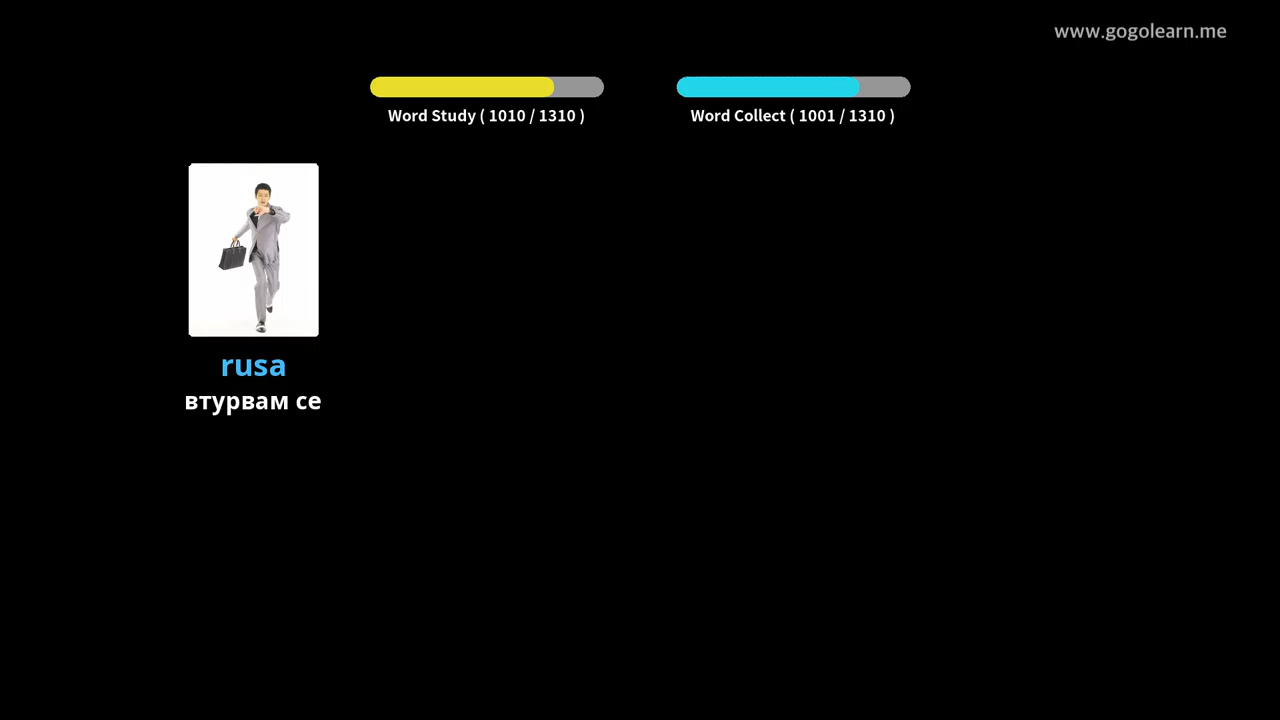 www.gogolearn.me
Word Study ( 1010 / 1310 )
Word Collect ( 1001 / 1310 )
rusa
втурвам се